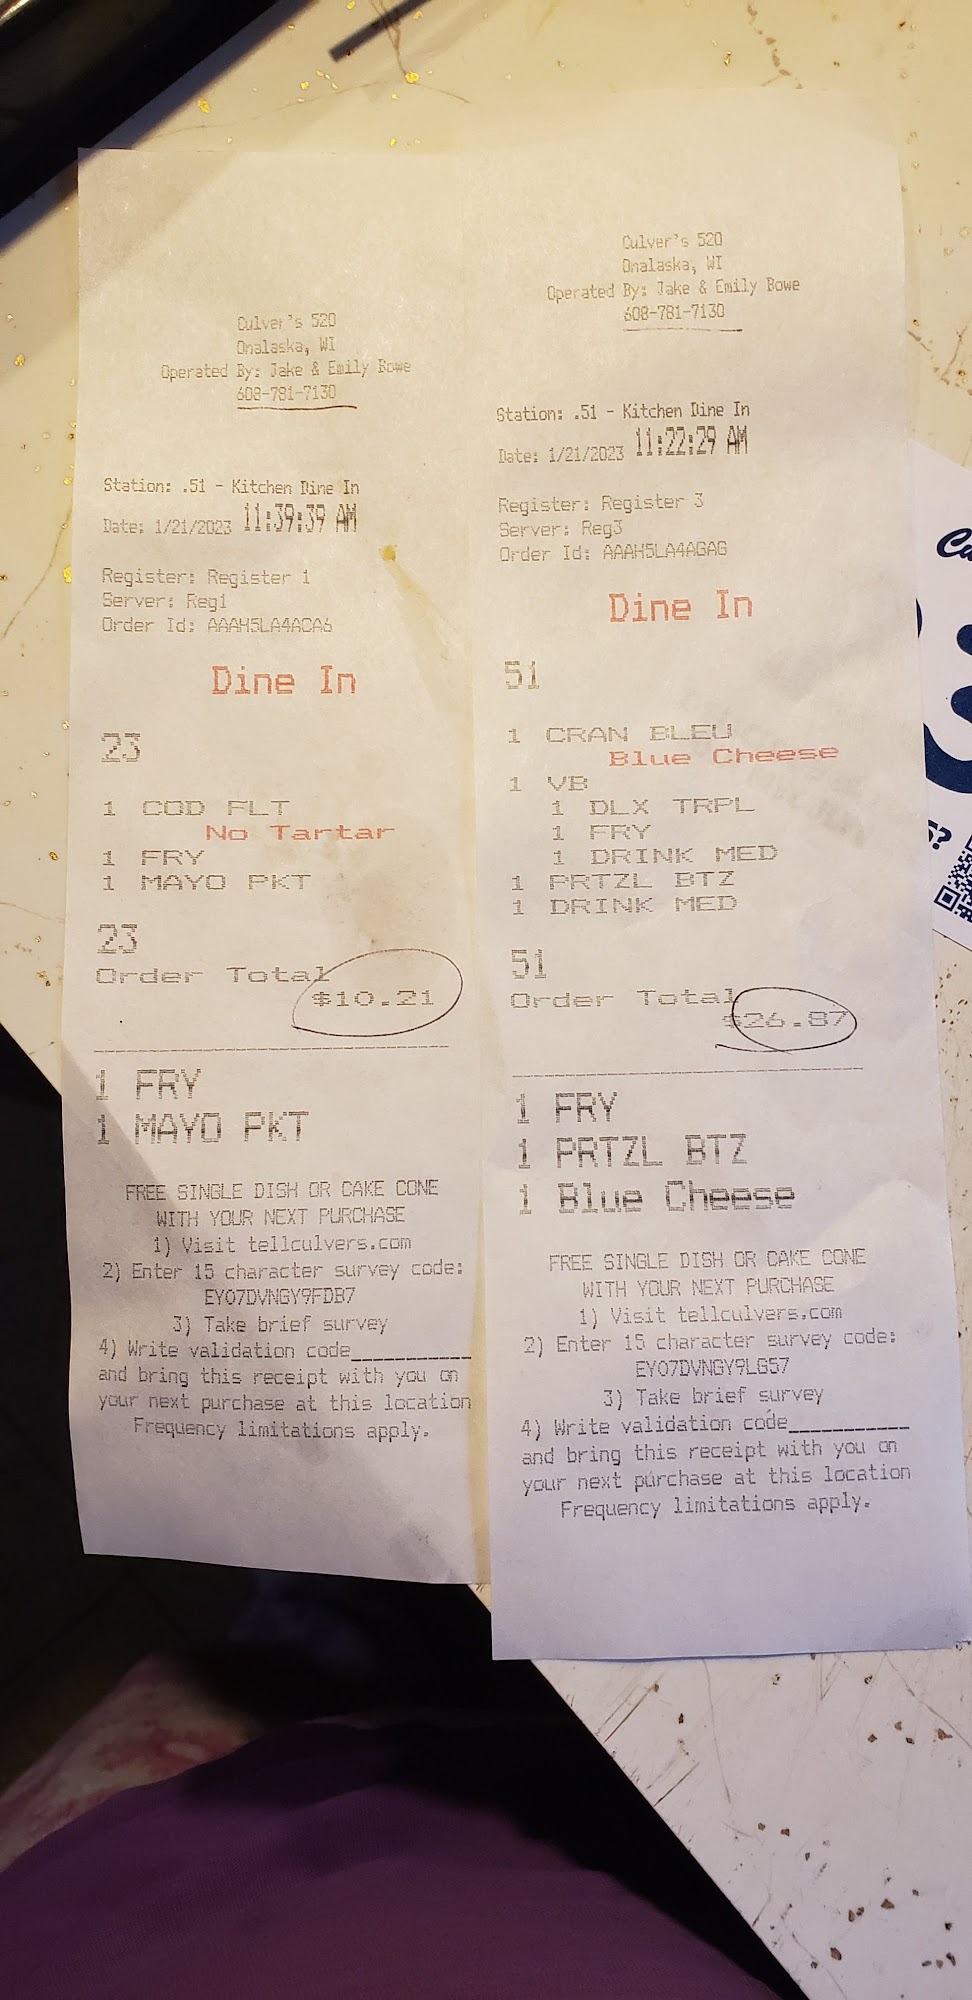 Culver's 520
Onalaska, WI
Operated By: Jake & Emily Bowe
608-781-7130
Station: .51 - Kitchen Dine In
Date: 1/21/2023 11:39:39 AM
Register: Register 1
Server: Reg1
Order Id: AAAH5LA4ACA6
Dine In
23
1 COD FLT
No Tartar
1 FRY
1 MAYO PKT
23
Order Total
$10.21
1 FRY
1 MAYO PKT
FREE SINGLE DISH OR CAKE CONE
WITH YOUR NEXT PURCHASE
1) Visit tellculvers.com
2) Enter 15 character survey code:
EY07DVNGY9FDB7
3) Take brief survey
4) Write validation code___________
and bring this receipt with you on
your next purchase at this location
Frequency limitations apply.
Culver's 520
Onalaska, WI
Operated By: Jake & Emily Bowe
608-781-7130
Station: .51 - Kitchen Dine In
Date: 1/21/2023 11:22:29 AM
Register: Register 3
Server: Reg3
Order Id: AAAH5LA4AGAG
Dine In
51
1 CRAN BLEU
Blue Cheese
1 VB
1 DLX TRPL
1 FRY
1 DRINK MED
1 PRTZL BTZ
1 DRINK MED
51
Order Total
$26.87
1 FRY
1 PRTZL BTZ
1 Blue Cheese
FREE SINGLE DISH OR CAKE CONE
WITH YOUR NEXT PURCHASE
1) Visit tellculvers.com
2) Enter 15 character survey code:
EY07DVNGY9LG57
3) Take brief survey
4) Write validation code___________
and bring this receipt with you on
your next purchase at this location
Frequency limitations apply.